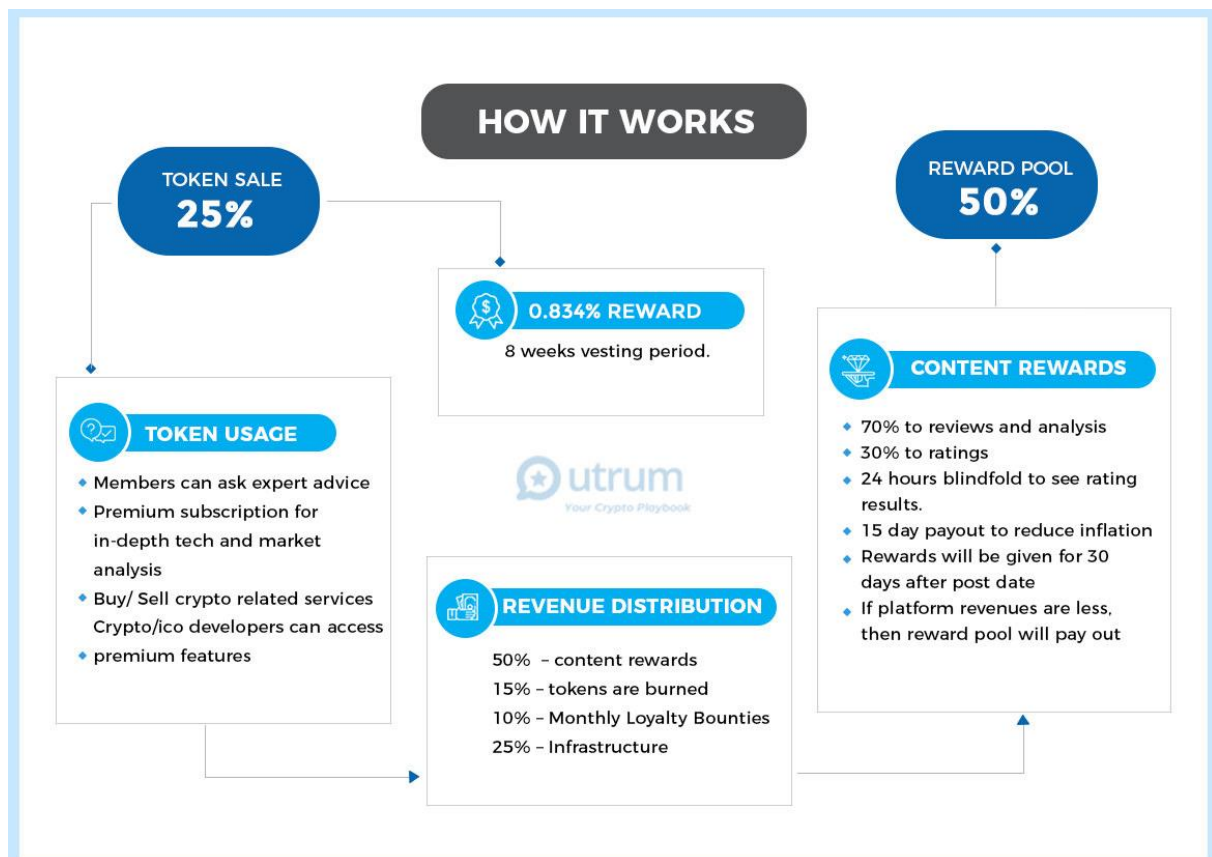 HOW IT WORKS
TOKEN SALE
25%
REWARD POOL
50%
0.834% REWARD
8 weeks vesting period.
TOKEN USAGE
Members can ask expert advice
Premium subscription for
in-depth tech and market
analysis
Buy/ Sell crypto related services
Crypto/ico developers can access
premium features
utrum
Your Crypto Playbook
REVENUE DISTRIBUTION
50% – content rewards
15% – tokens are burned
10% – Monthly Loyalty Bounties
25% – Infrastructure
CONTENT REWARDS
70% to reviews and analysis
30% to ratings
24 hours blindfold to see rating
results.
15 day payout to reduce inflation
Rewards will be given for 30
days after post date
If platform revenues are less,
then reward pool will pay out